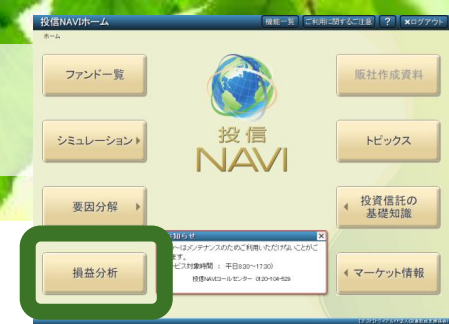 投信NAVIホーム
機能一覧 ご利用に関するご注意 ? ×ログアウト
ホーム
ファンド一覧
販社作成資料
シミュレーション
投信
NAVI
トピックス
要因分解
投資信託の
基礎知識
らせ ×
〜はメンテナンスのためご利用いただけないことがご
ます。
ビス対象時間 : 平日8:30〜17:30)
投信NAVIコールセンター 0120-104-529
損益分析
マーケット情報